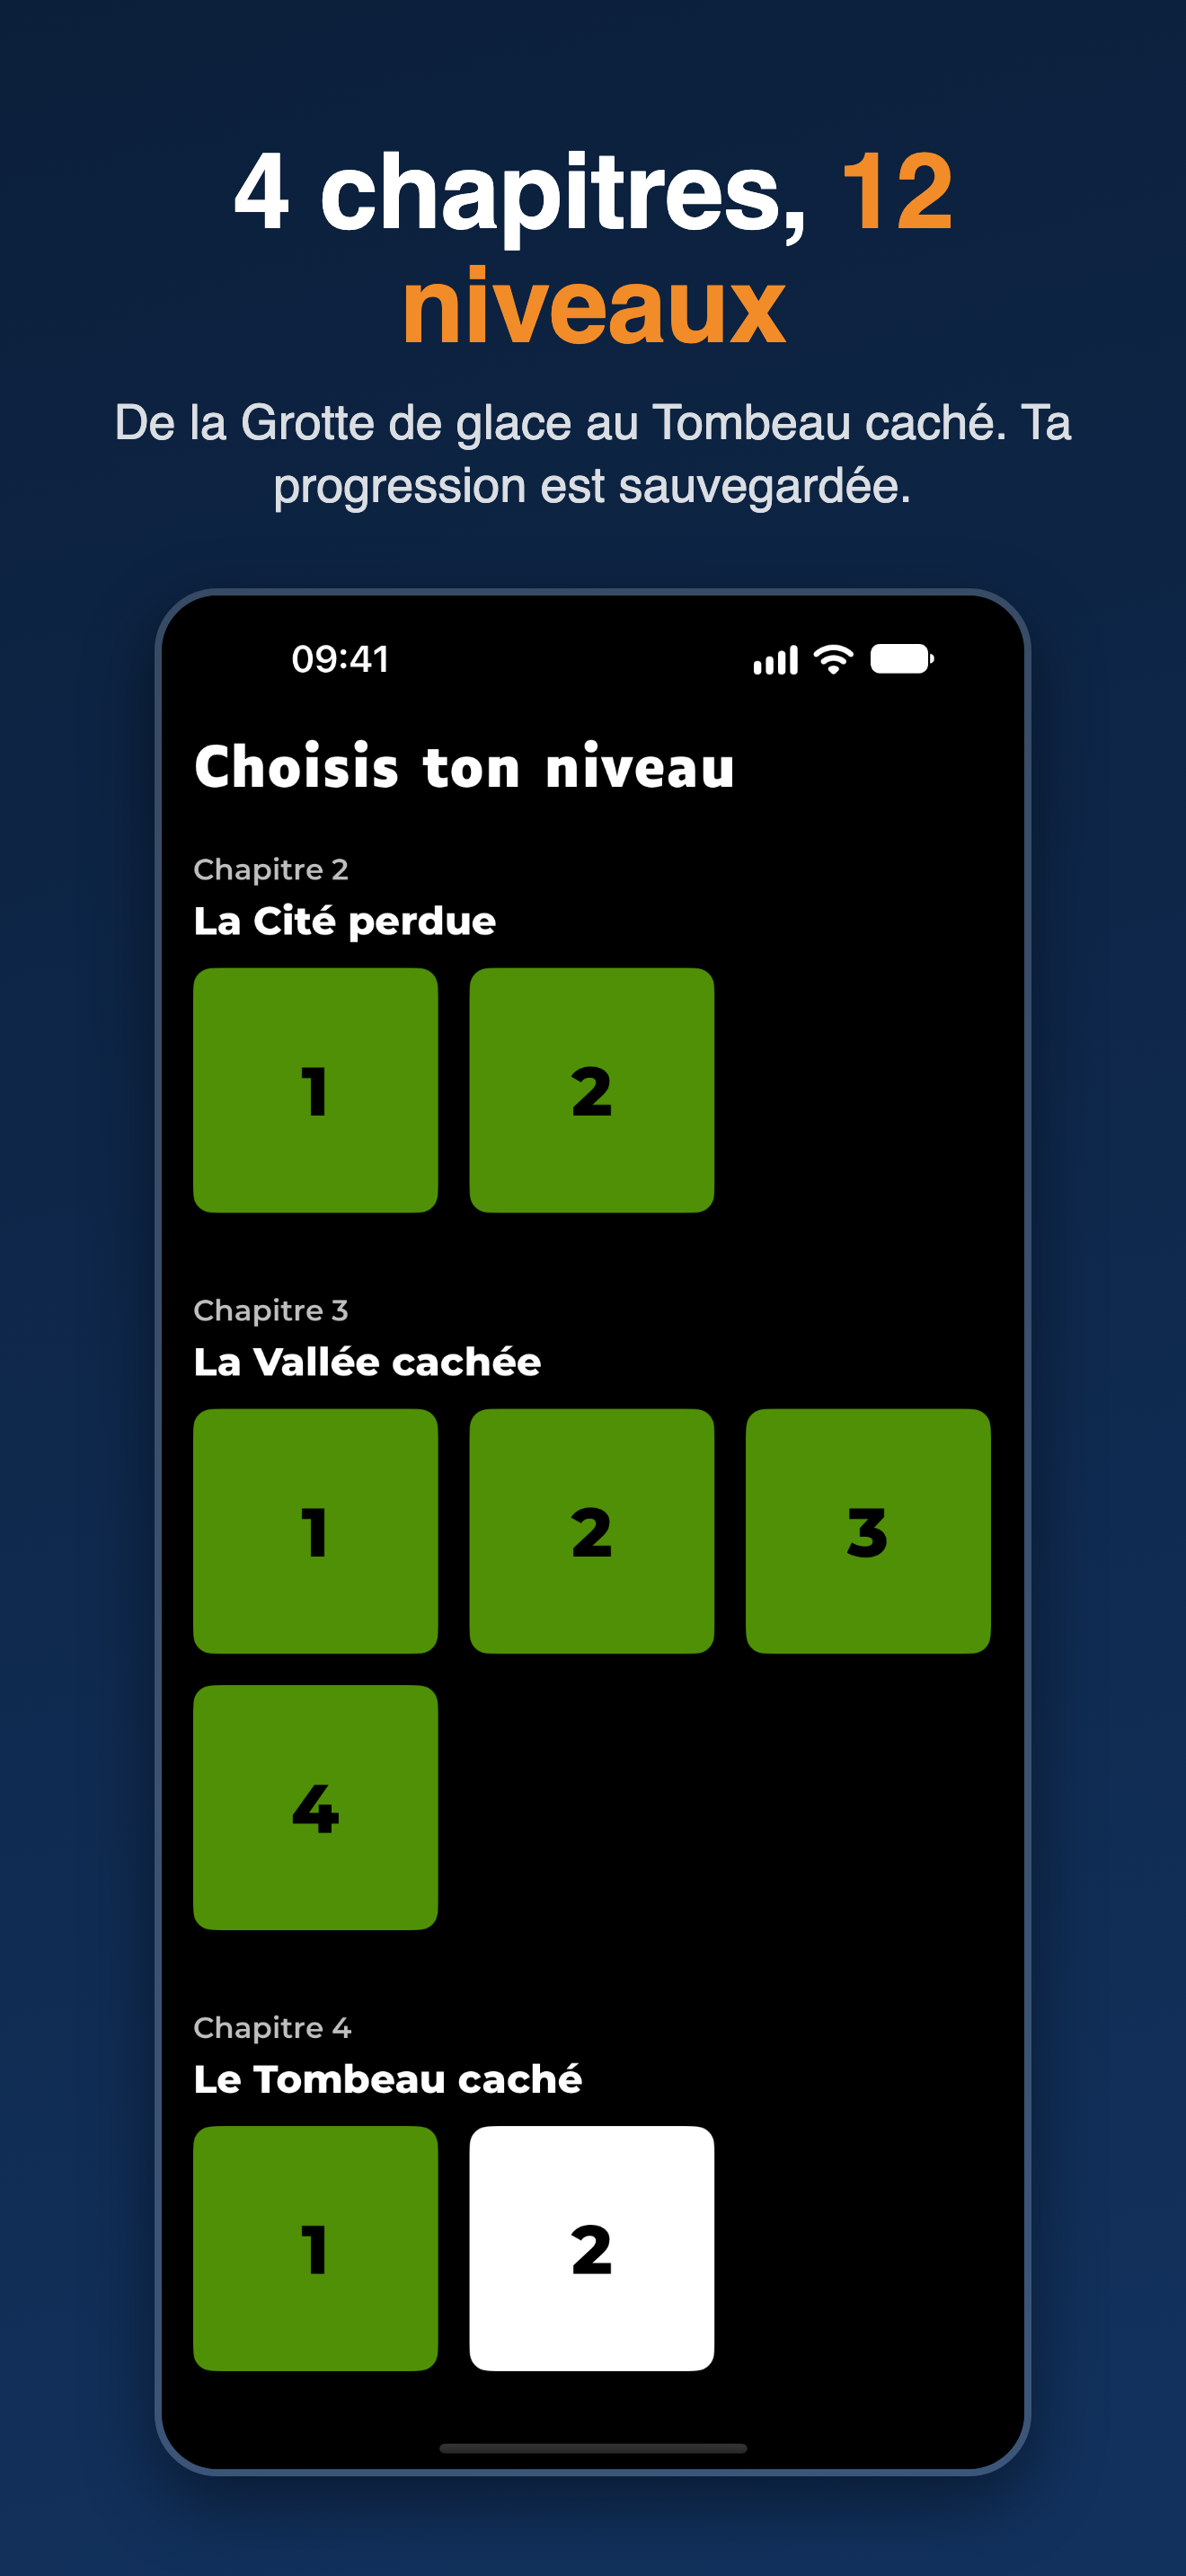 4 chapitres, 12
niveaux
De la Grotte de glace au Tombeau caché. Ta
progression est sauvegardée.
09:41
Choisis ton niveau
Chapitre 2
La Cité perdue
1 2
Chapitre 3
La Vallée cachée
1 2 3
4
Chapitre 4
Le Tombeau caché
1 2